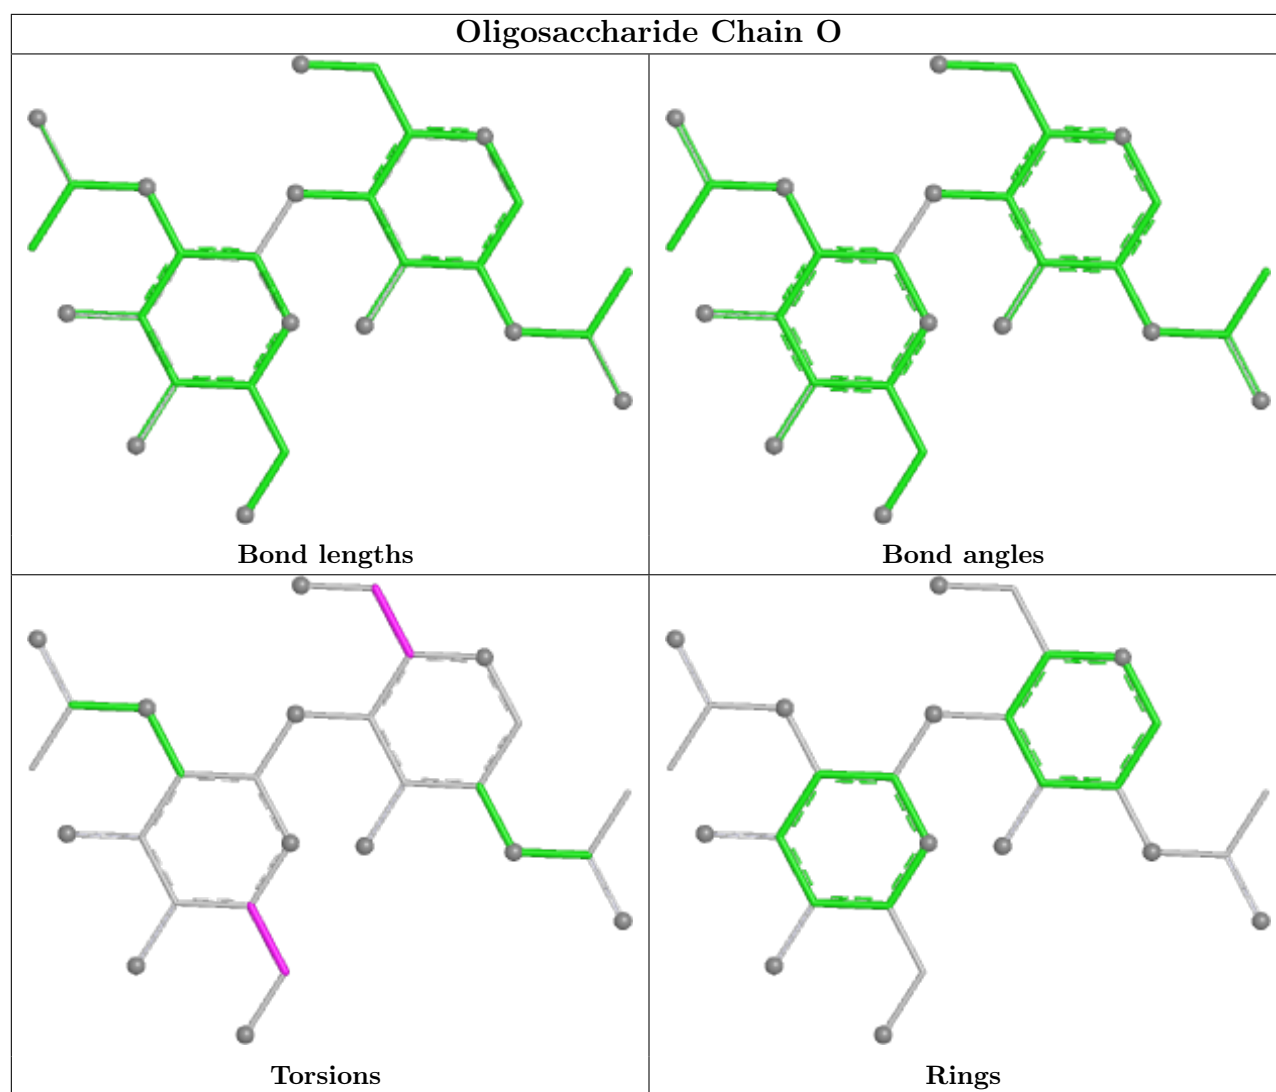 Oligosaccharide Chain O
Bond lengths
Bond angles
Torsions
Rings